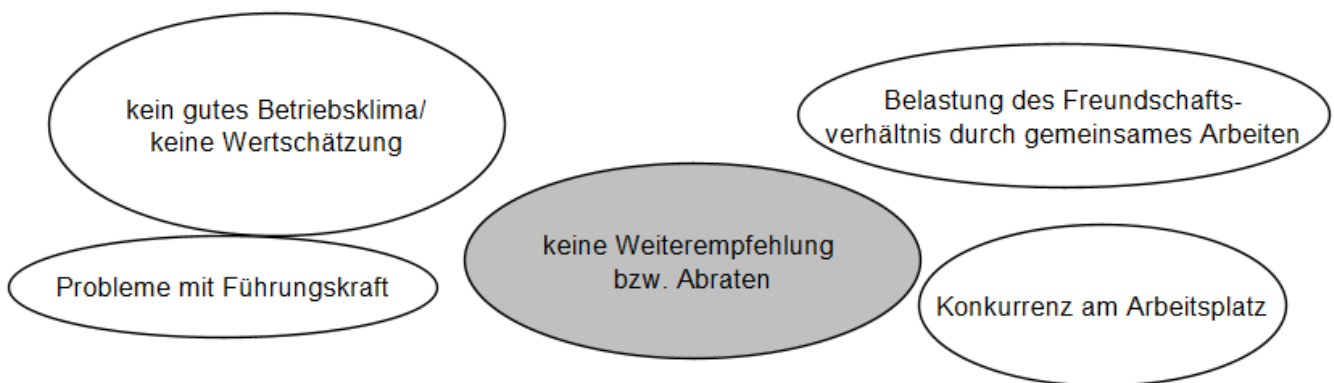 kein gutes Betriebsklima/
keine Wertschätzung
Belastung des Freundschafts-
verhältnis durch gemeinsames Arbeiten
keine Weiterempfehlung
bzw. Abraten
Probleme mit Führungskraft
Konkurrenz am Arbeitsplatz